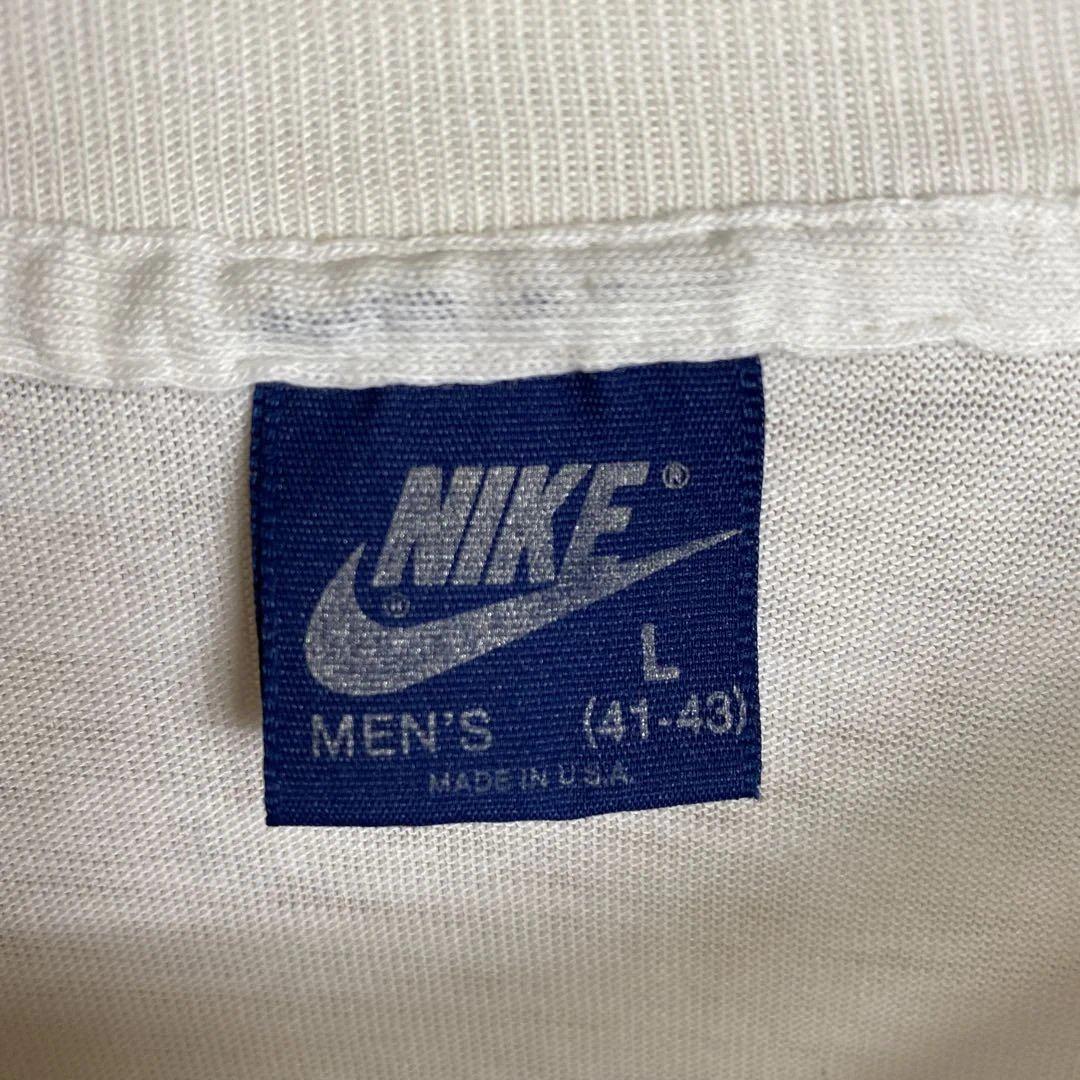 NIKE®
L
MEN'S (41-43)
MADE IN U.S.A.